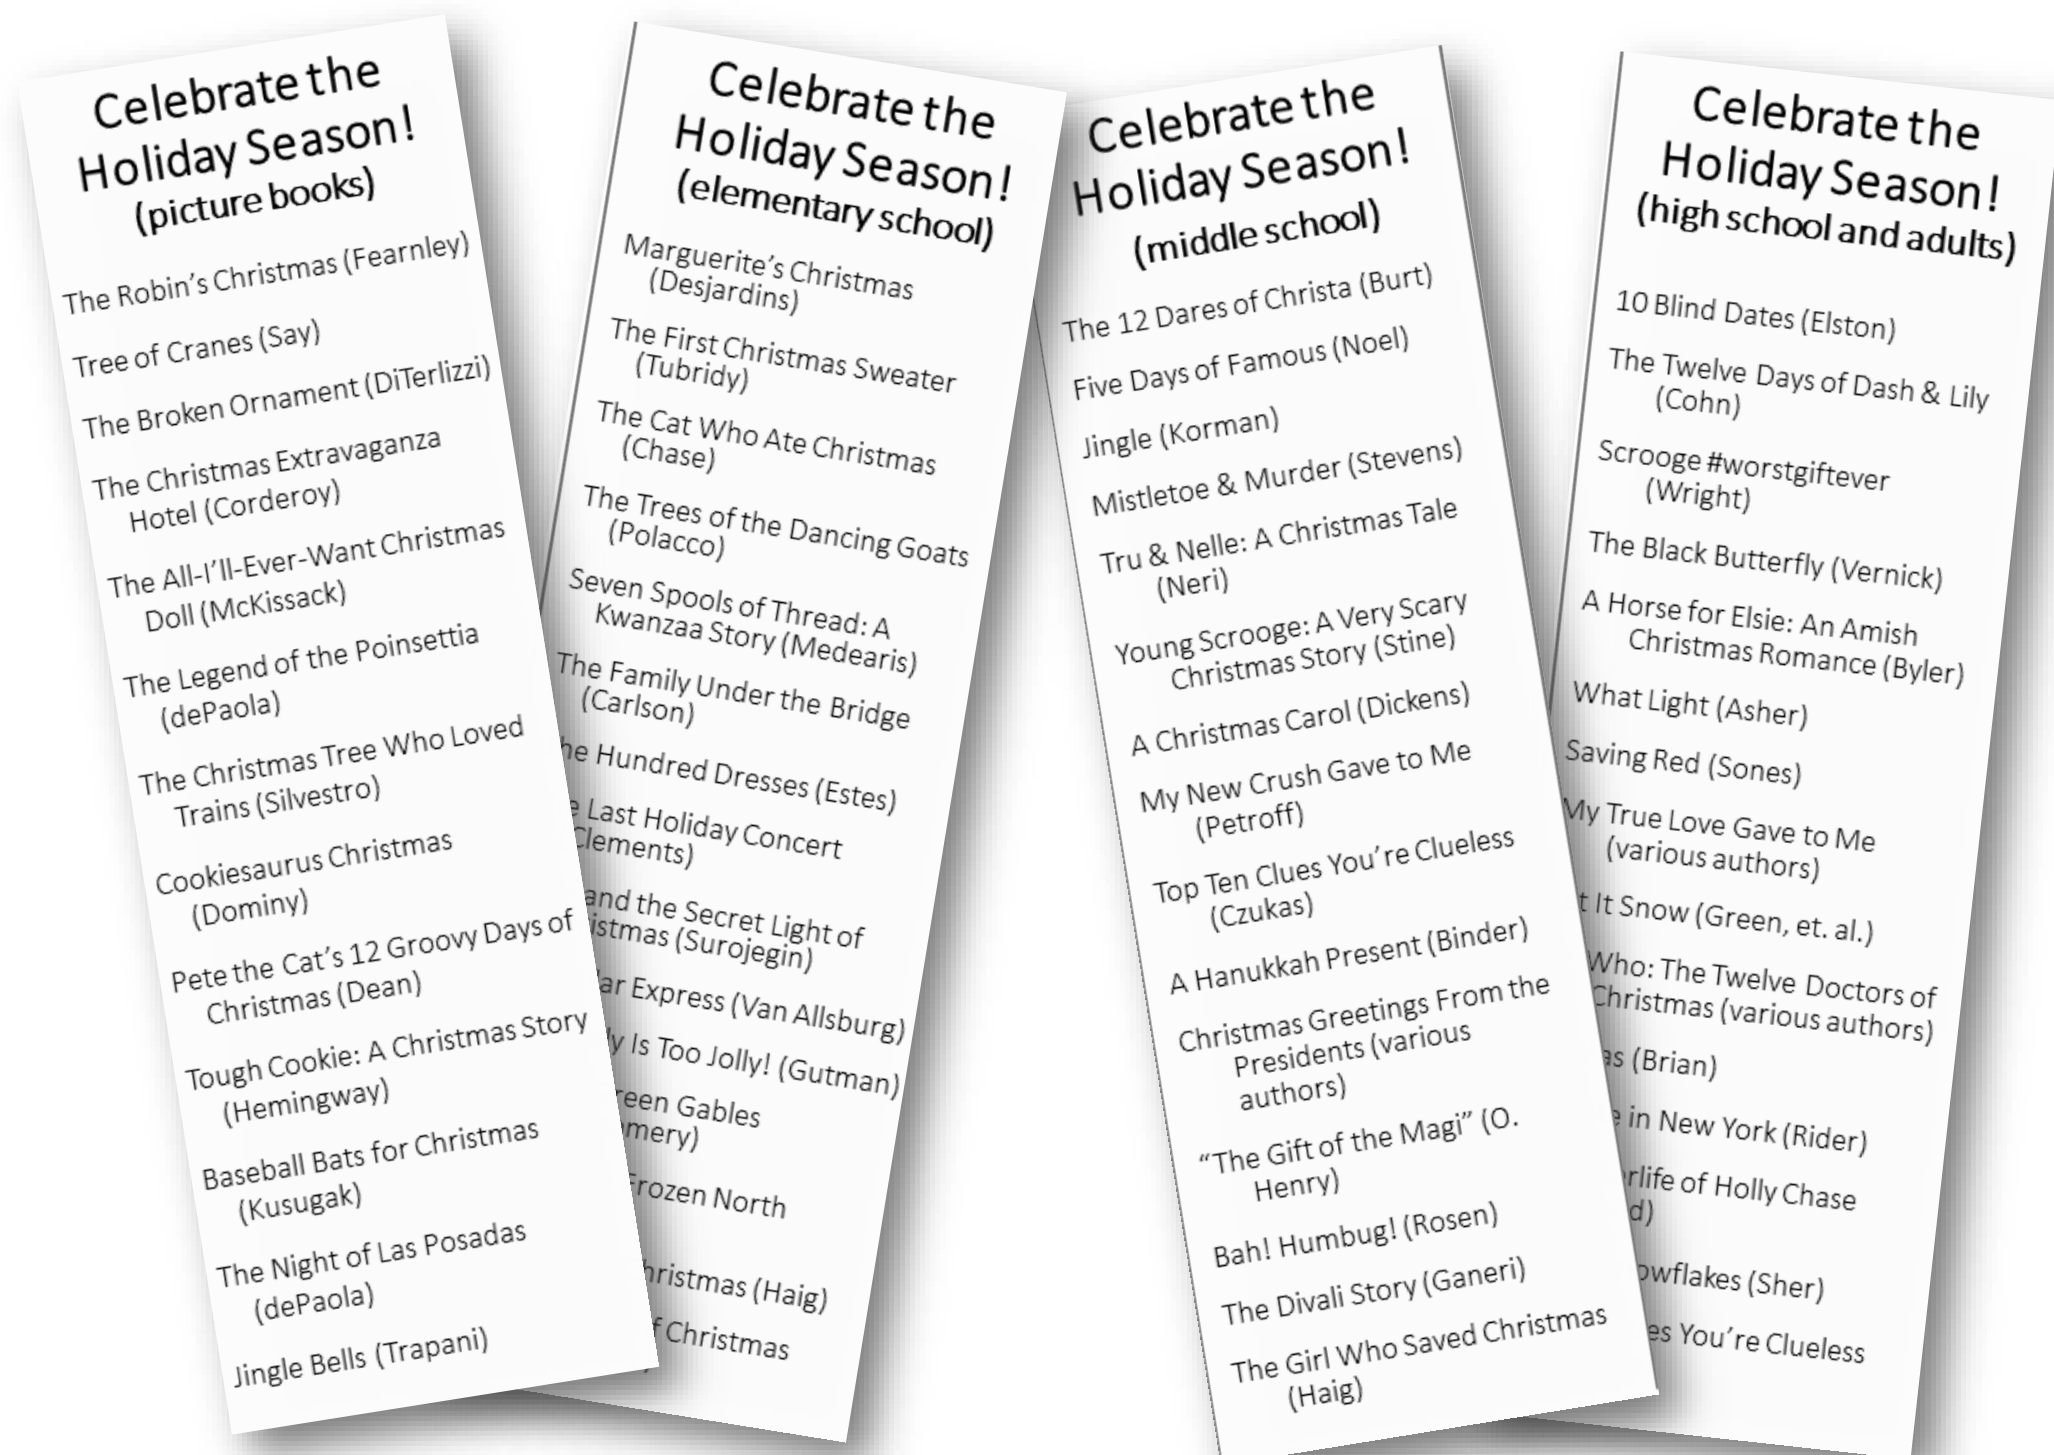 Celebrate the
Holiday Season!
(picture books)
The Robin's Christmas (Fearnley)
Tree of Cranes (Say)
The Broken Ornament (DiTerlizzi)
The Christmas Extravaganza
Hotel (Corderoy)
The All-I'll-Ever-Want Christmas
Doll (McKissack)
The Legend of the Poinsettia
(dePaola)
The Christmas Tree Who Loved
Trains (Silvestro)
Cookiesaurus Christmas
(Dominy)
Pete the Cat's 12 Groovy Days of
Christmas (Dean)
Tough Cookie: A Christmas Story
(Hemingway)
Baseball Bats for Christmas
(Kusugak)
The Night of Las Posadas
(dePaola)
Jingle Bells (Trapani)
Celebrate the
Holiday Season!
(elementary school)
Marguerite's Christmas
(Desjardins)
The First Christmas Sweater
(Tubridy)
The Cat Who Ate Christmas
(Chase)
The Trees of the Dancing Goats
(Polacco)
Seven Spools of Thread: A
Kwanzaa Story (Medearis)
The Family Under the Bridge
(Carlson)
he Hundred Dresses (Estes)
e Last Holiday Concert
Clements)
and the Secret Light of
istmas (Surojegin)
lar Express (Van Allsburg)
ly Is Too Jolly! (Gutman)
reen Gables
mery)
Frozen North
hristmas (Haig)
f Christmas
Celebrate the
Holiday Season!
(middle school)
The 12 Dares of Christa (Burt)
Five Days of Famous (Noel)
Jingle (Korman)
Mistletoe & Murder (Stevens)
Tru & Nelle: A Christmas Tale
(Neri)
Young Scrooge: A Very Scary
Christmas Story (Stine)
A Christmas Carol (Dickens)
My New Crush Gave to Me
(Petroff)
Top Ten Clues You're Clueless
(Czukas)
A Hanukkah Present (Binder)
Christmas Greetings From the
Presidents (various
authors)
"The Gift of the Magi" (O.
Henry)
Bah! Humbug! (Rosen)
The Divali Story (Ganeri)
The Girl Who Saved Christmas
(Haig)
Celebrate the
Holiday Season!
(high school and adults)
10 Blind Dates (Elston)
The Twelve Days of Dash & Lily
(Cohn)
Scrooge #worstgiftever
(Wright)
The Black Butterfly (Vernick)
A Horse for Elsie: An Amish
Christmas Romance (Byler)
What Light (Asher)
Saving Red (Sones)
My True Love Gave to Me
(various authors)
t It Snow (Green, et. al.)
Who: The Twelve Doctors of
Christmas (various authors)
as (Brian)
e in New York (Rider)
rlife of Holly Chase
d)
owflakes (Sher)
es You're Clueless